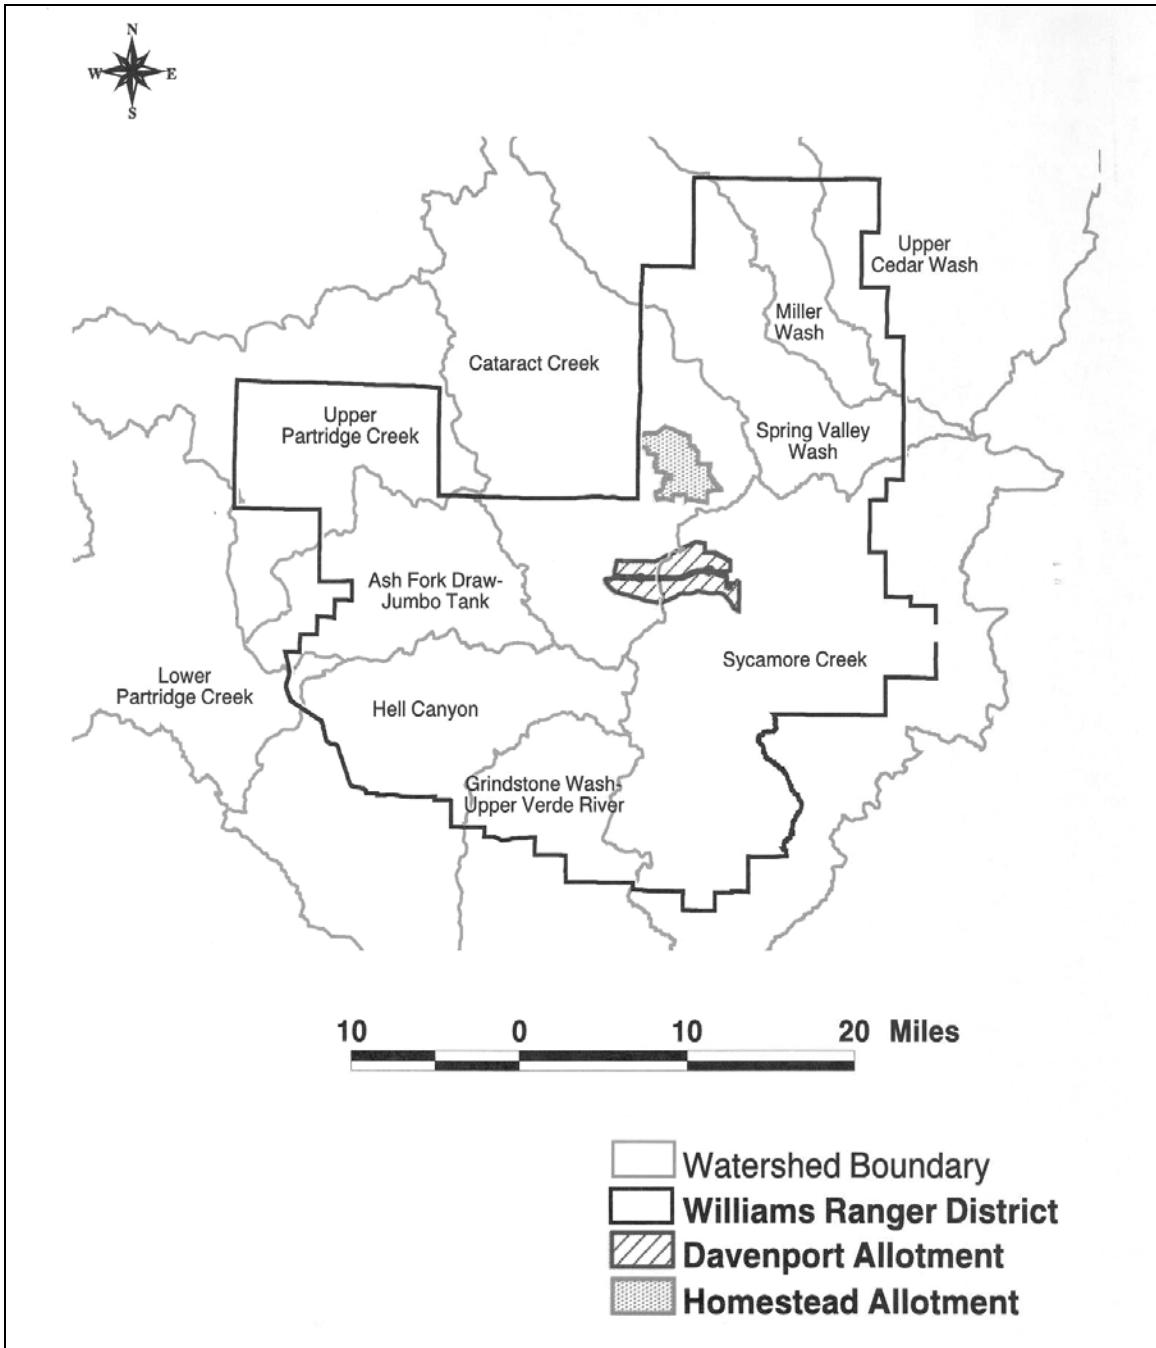 N
W E
S
Upper
Cedar Wash
Miller
Wash
Cataract Creek
Upper
Partridge Creek
Spring Valley
Wash
Ash Fork Draw-
Jumbo Tank
Sycamore Creek
Lower
Partridge Creek
Hell Canyon
Grindstone Wash-
Upper Verde River
10 0 10 20 Miles
Watershed Boundary
Williams Ranger District
Davenport Allotment
Homestead Allotment